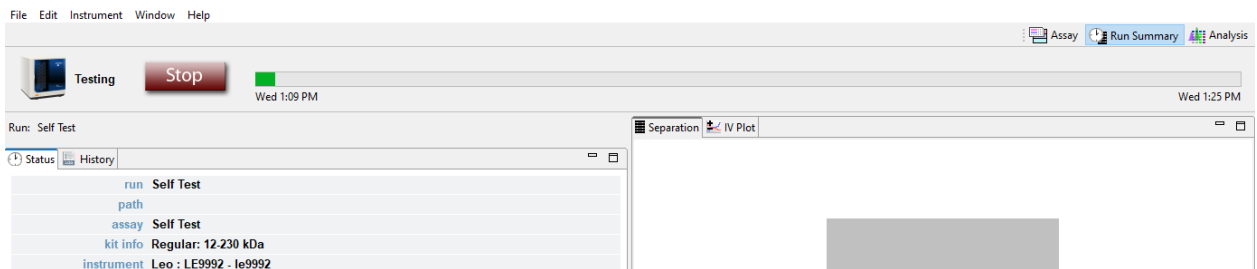 File Edit Instrument Window Help
Assay Run Summary Analysis
Testing Stop
Wed 1:09 PM Wed 1:25 PM
Run: Self Test
Separation IV Plot
Status History
run Self Test
path
assay Self Test
kit info Regular: 12-230 kDa
instrument Leo : LE9992 - le9992